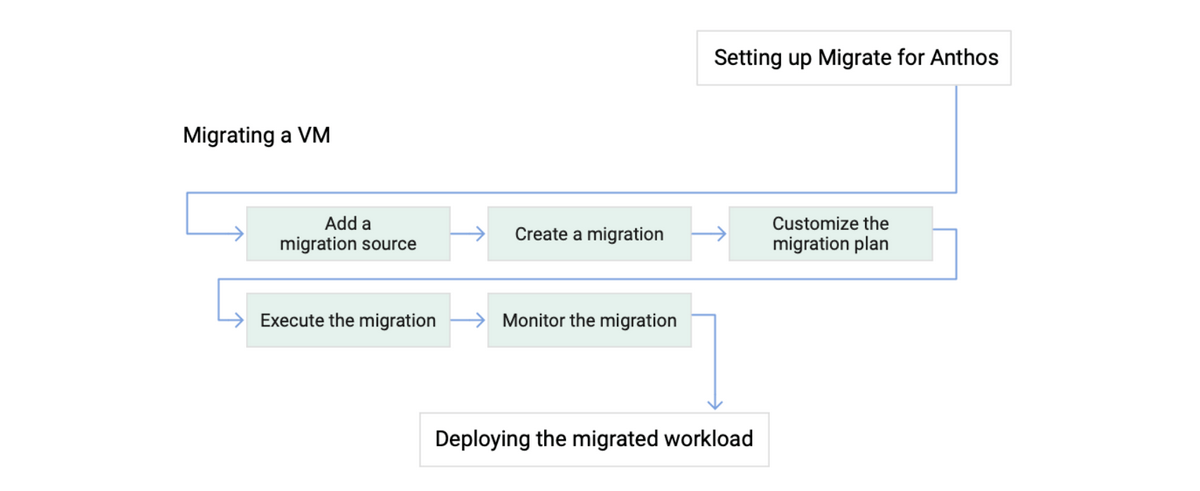 Setting up Migrate for Anthos
Migrating a VM
Add a
migration source
Create a migration
Customize the
migration plan
Execute the migration
Monitor the migration
Deploying the migrated workload